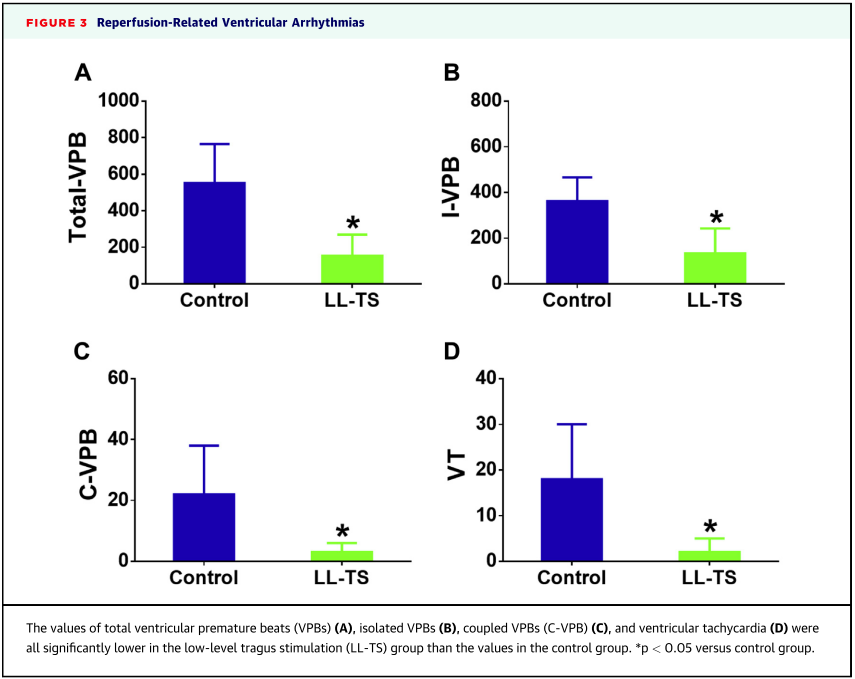 FIGURE 3 Reperfusion-Related Ventricular Arrhythmias
A
Total-VPB
1000
800
600
400
200
0
*
Control LL-TS
B
I-VPB
800
600
400
200
0
*
Control LL-TS
C
C-VPB
60
40
20
0
*
Control LL-TS
D
VT
40
30
20
10
0
*
Control LL-TS
The values of total ventricular premature beats (VPBs) (A), isolated VPBs (B), coupled VPBs (C-VPB) (C), and ventricular tachycardia (D) were
all significantly lower in the low-level tragus stimulation (LL-TS) group than the values in the control group. *p < 0.05 versus control group.